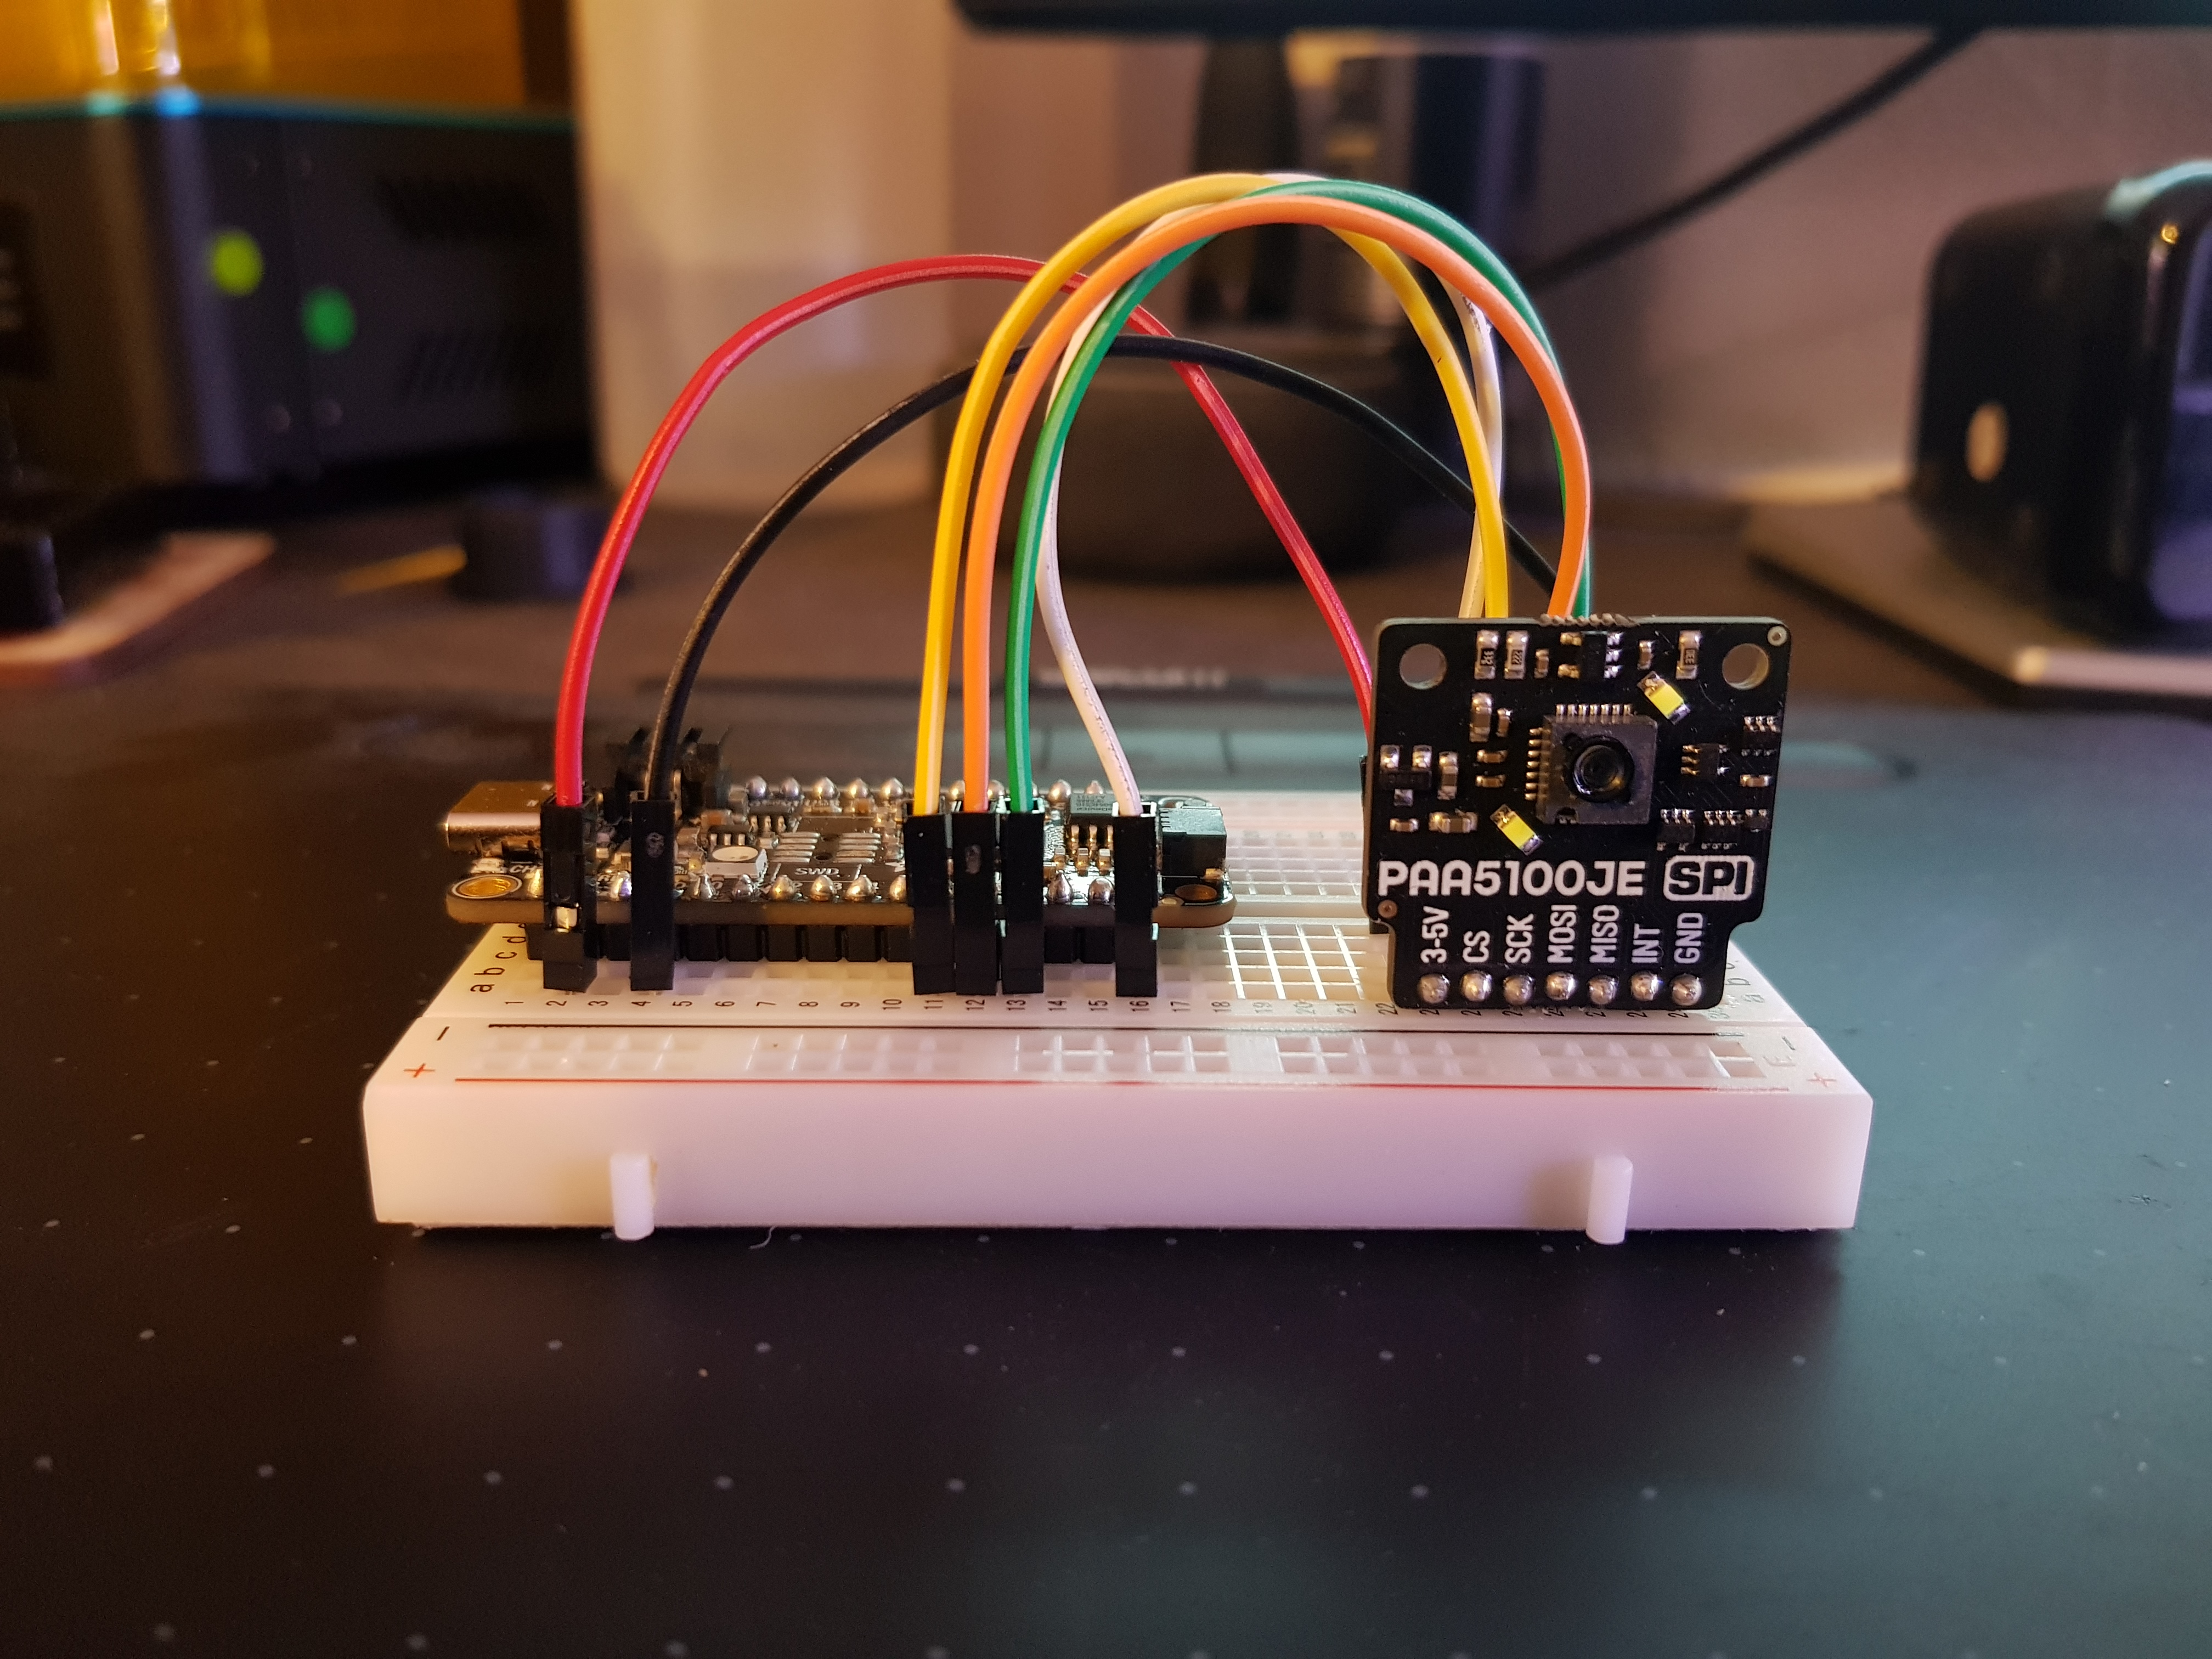 SWD
PAA5100JE SPI
3-5V CS SCK MOSI MISO INT GND
a b c d
1 2 3 4 5 6 7 8 9 10 11 12 13 14 15 16 17 18 19 20 21 22
− −
+ +